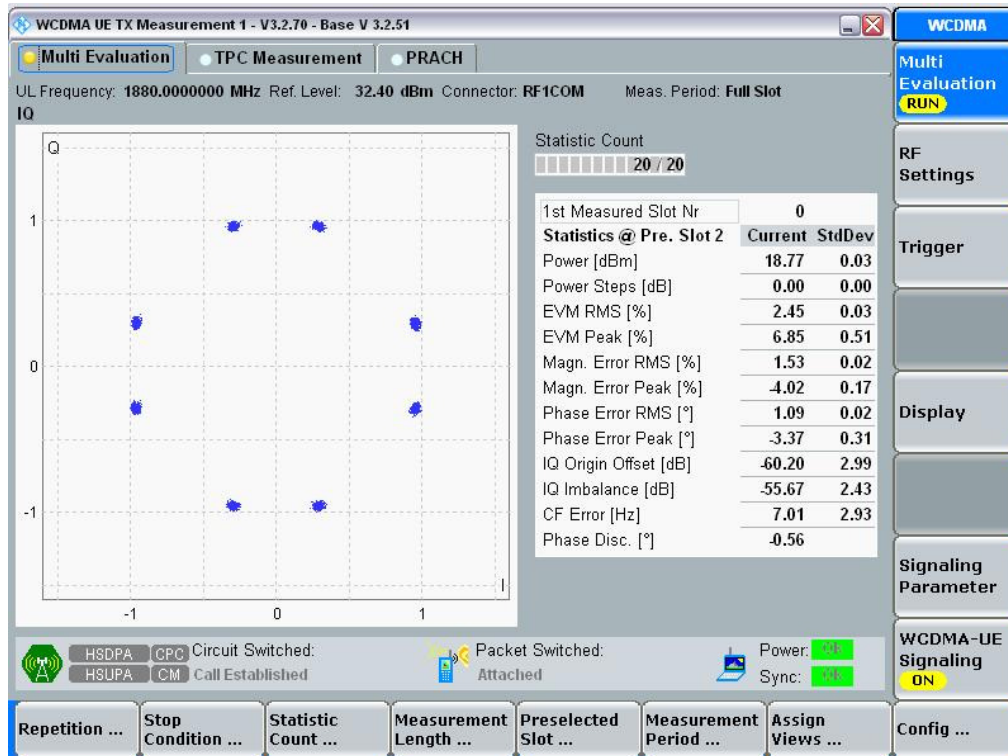 WCDMA UE TX Measurement 1 - V3.2.70 - Base V 3.2.51
WCDMA
Multi Evaluation
TPC Measurement
PRACH
UL Frequency: 1880.0000000 MHz Ref. Level: 32.40 dBm Connector: RF1COM Meas. Period: Full Slot
IQ
Q
1
0
-1
-1 0 1
I
Statistic Count
20 / 20
1st Measured Slot Nr 0
Statistics @ Pre. Slot 2 Current StdDev
Power [dBm] 18.77 0.03
Power Steps [dB] 0.00 0.00
EVM RMS [%] 2.45 0.03
EVM Peak [%] 6.85 0.51
Magn. Error RMS [%] 1.53 0.02
Magn. Error Peak [%] -4.02 0.17
Phase Error RMS [°] 1.09 0.02
Phase Error Peak [°] -3.37 0.31
IQ Origin Offset [dB] -60.20 2.99
IQ Imbalance [dB] -55.67 2.43
CF Error [Hz] 7.01 2.93
Phase Disc. [°] -0.56
Multi
Evaluation
RUN
RF
Settings
Trigger
Display
Signaling
Parameter
WCDMA-UE
Signaling
ON
HSDPA CPC Circuit Switched:
HSUPA CM Call Established
Packet Switched:
Attached
Power:
Sync:
Repetition ...
Stop
Condition ...
Statistic
Count ...
Measurement
Length ...
Preselected
Slot ...
Measurement
Period ...
Assign
Views ...
Config ...